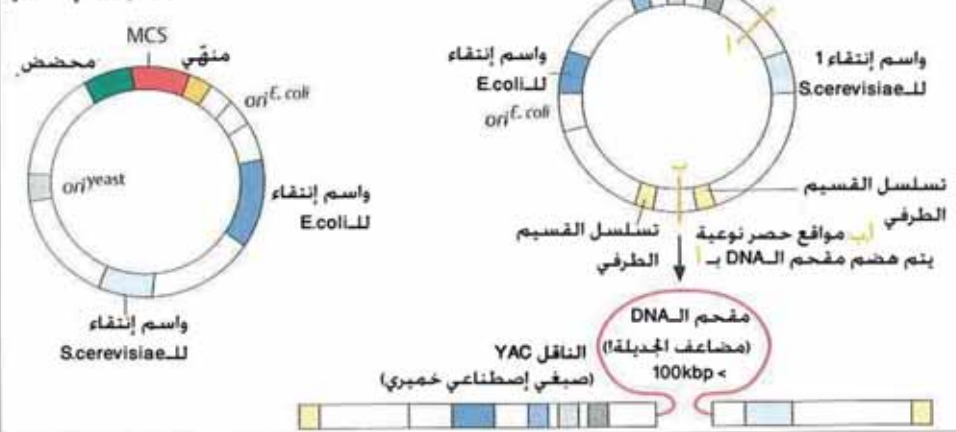 MCS
محضض
منهّي
ori E. coli
ori yeast
واسم إنتقاء
للـE.coli
واسم إنتقاء
للـS.cerevisiae
واسم إنتقاء
للـE.coli
ori E. coli
أ
واسم إنتقاء 1
للـS.cerevisiae
ب
تسلسل القسيم
الطرفي
تسلسل القسيم
الطرفي
أ,ب مواقع حصر نوعية
يتم هضم مقحم الـDNA بـ أ
مقحم الـDNA
(مضاعف الجديلة!)
100kbp <
الناقل YAC
(صبغي إصطناعي خميري)